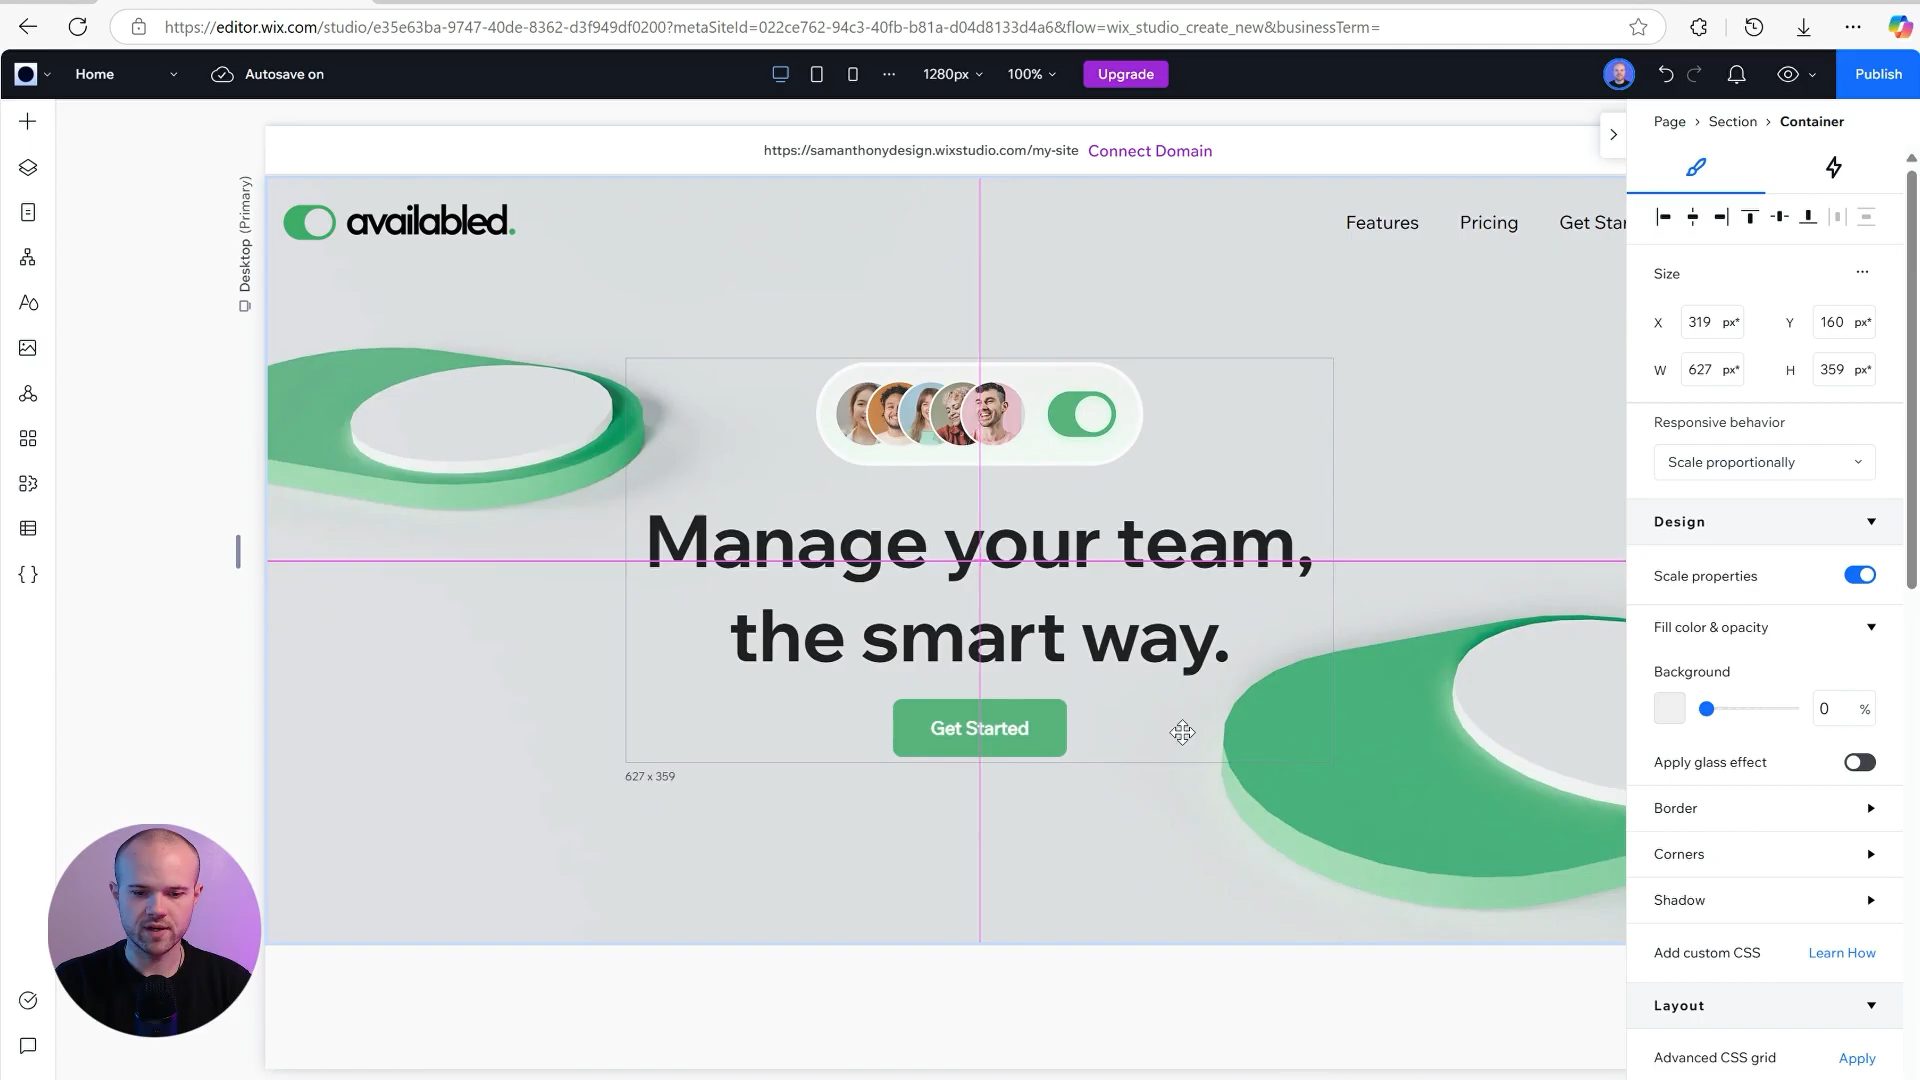 https://editor.wix.com/studio/e35e63ba-9747-40de-8362-d3f949df0200?metaSiteId=022ce762-94c3-40fb-b81a-d04d8133d4a6&flow=wix_studio_create_new&businessTerm=
Home
Autosave on
1280px
100%
Upgrade
Publish
Desktop (Primary)
https://samanthonydesign.wixstudio.com/my-site Connect Domain
availabled.
Features
Pricing
Get Star
Manage your team,
the smart way.
Get Started
627 x 359
Page > Section > Container
Size
X 319 px* Y 160 px*
W 627 px* H 359 px*
Responsive behavior
Scale proportionally
Design
Scale properties
Fill color & opacity
Background
0 %
Apply glass effect
Border
Corners
Shadow
Add custom CSS Learn How
Layout
Advanced CSS grid Apply